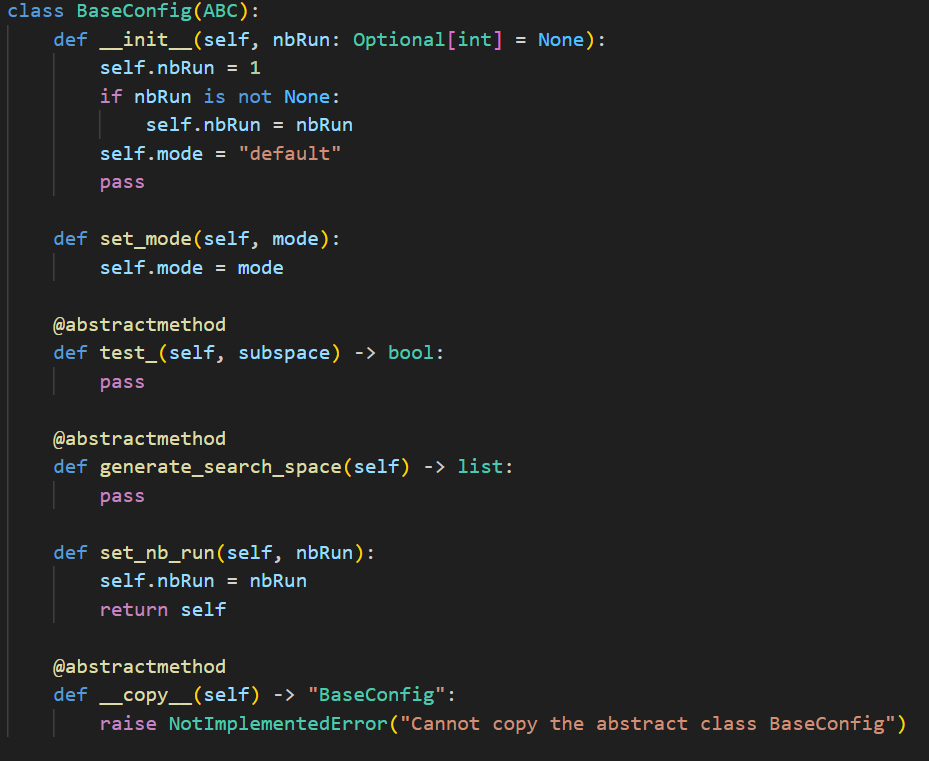 class BaseConfig(ABC):
    def __init__(self, nbRun: Optional[int] = None):
        self.nbRun = 1
        if nbRun is not None:
            self.nbRun = nbRun
        self.mode = "default"
        pass

    def set_mode(self, mode):
        self.mode = mode

    @abstractmethod
    def test_(self, subspace) -> bool:
        pass

    @abstractmethod
    def generate_search_space(self) -> list:
        pass

    def set_nb_run(self, nbRun):
        self.nbRun = nbRun
        return self

    @abstractmethod
    def __copy__(self) -> "BaseConfig":
        raise NotImplementedError("Cannot copy the abstract class BaseConfig")